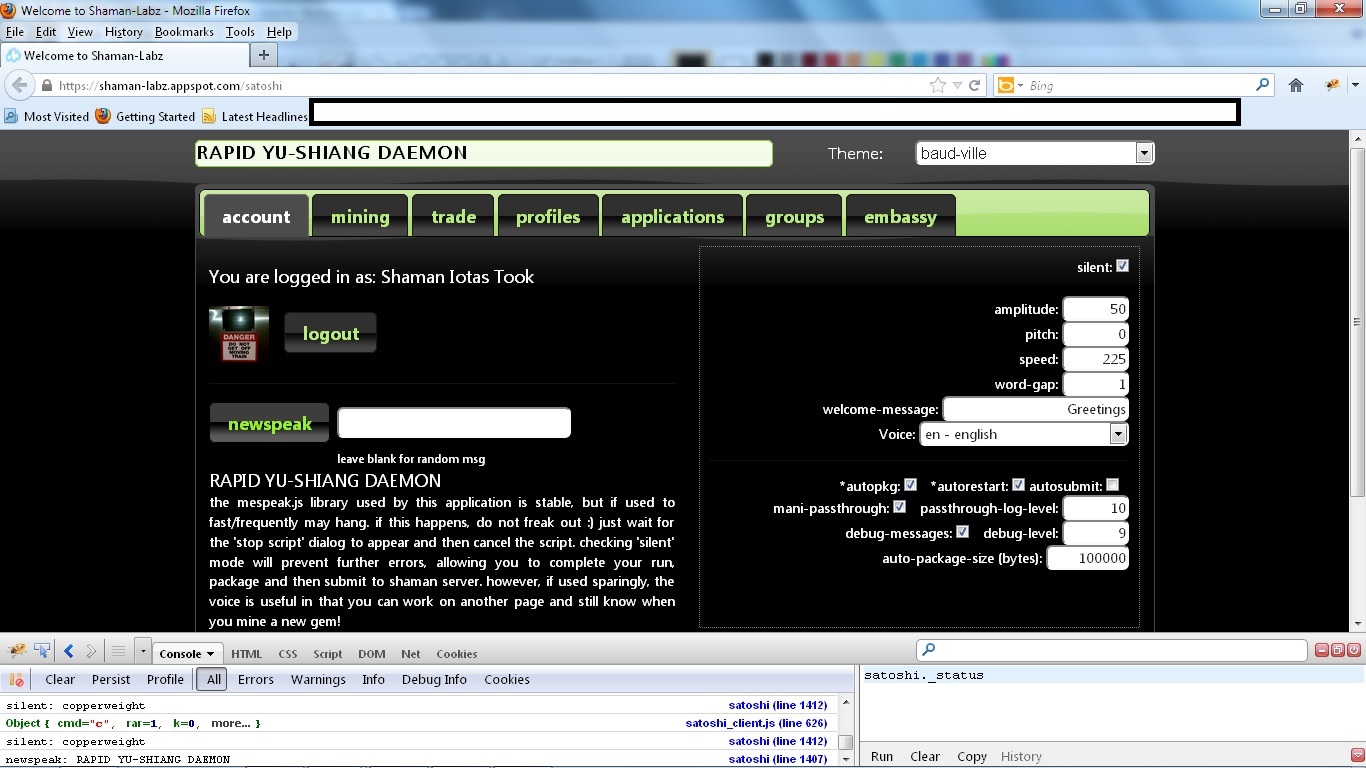 Welcome to Shaman-Labz - Mozilla Firefox
File Edit View History Bookmarks Tools Help
Welcome to Shaman-Labz
https://shaman-labz.appspot.com/satoshi
Bing
Most Visited Getting Started Latest Headlines
RAPID YU-SHIANG DAEMON
Theme: baud-ville
account mining trade profiles applications groups embassy
You are logged in as: Shaman Iotas Took
DANGER
DO NOT
GET OFF
MOVING
TRAIN
logout
newspeak
leave blank for random msg
RAPID YU-SHIANG DAEMON
the mespeak.js library used by this application is stable, but if used to
fast/frequently may hang. if this happens, do not freak out :) just wait for
the 'stop script' dialog to appear and then cancel the script. checking 'silent'
mode will prevent further errors, allowing you to complete your run,
package and then submit to shaman server. however, if used sparingly, the
voice is useful in that you can work on another page and still know when
you mine a new gem!
silent:
amplitude: 50
pitch: 0
speed: 225
word-gap: 1
welcome-message: Greetings
Voice: en - english
*autopkg: *autorestart: autosubmit:
mani-passthrough: passthrough-log-level: 10
debug-messages: debug-level: 9
auto-package-size (bytes): 100000
Console HTML CSS Script DOM Net Cookies
Clear Persist Profile All Errors Warnings Info Debug Info Cookies
silent: copperweight satoshi (line 1412)
Object { cmd="c", rar=1, k=0, more... } satoshi_client.js (line 626)
silent: copperweight satoshi (line 1412)
newspeak: RAPID YU-SHIANG DAEMON satoshi (line 1407)
satoshi._status
Run Clear Copy History